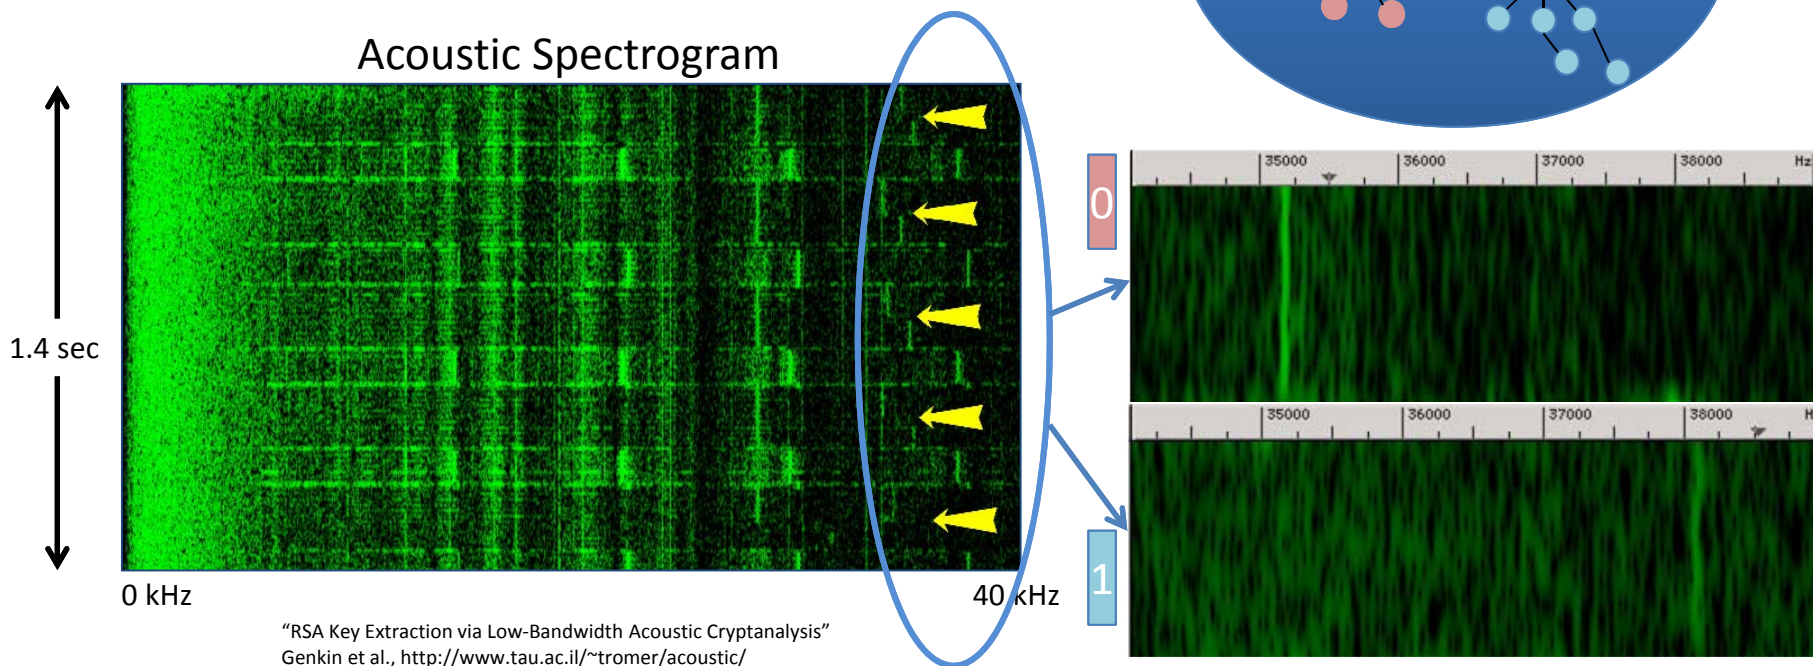 Acoustic Spectrogram
1.4 sec
0 kHz
40 kHz
“RSA Key Extraction via Low-Bandwidth Acoustic Cryptanalysis”
Genkin et al., http://www.tau.ac.il/~tromer/acoustic/
0
35000 36000 37000 38000 Hz
35000 36000 37000 38000 H
1